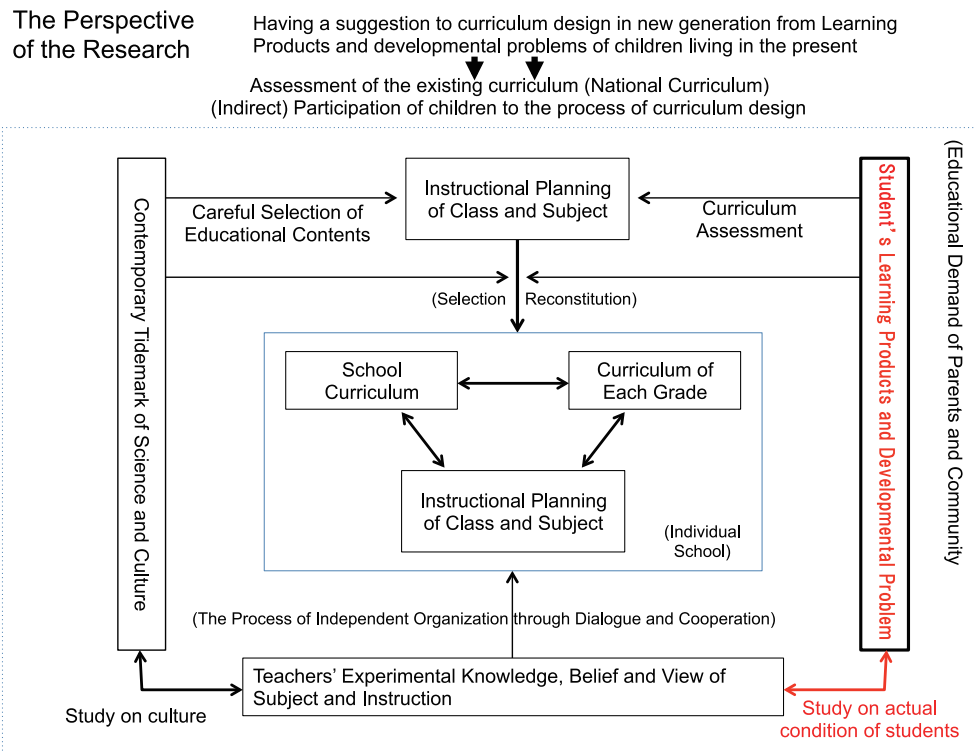 The Perspective
of the Research
Having a suggestion to curriculum design in new generation from Learning
Products and developmental problems of children living in the present
Assessment of the existing curriculum (National Curriculum)
(Indirect) Participation of children to the process of curriculum design
Contemporary Tidemark of Science and Culture
Careful Selection of
Educational Contents
Instructional Planning
of Class and Subject
Curriculum
Assessment
Student's Learning Products and Developmental Problem
(Educational Demand of Parents and Community)
(Selection
Reconstitution)
School
Curriculum
Curriculum of
Each Grade
Instructional Planning
of Class and Subject
(Individual
School)
(The Process of Independent Organization through Dialogue and Cooperation)
Teachers' Experimental Knowledge, Belief and View of
Subject and Instruction
Study on culture
Study on actual
condition of students